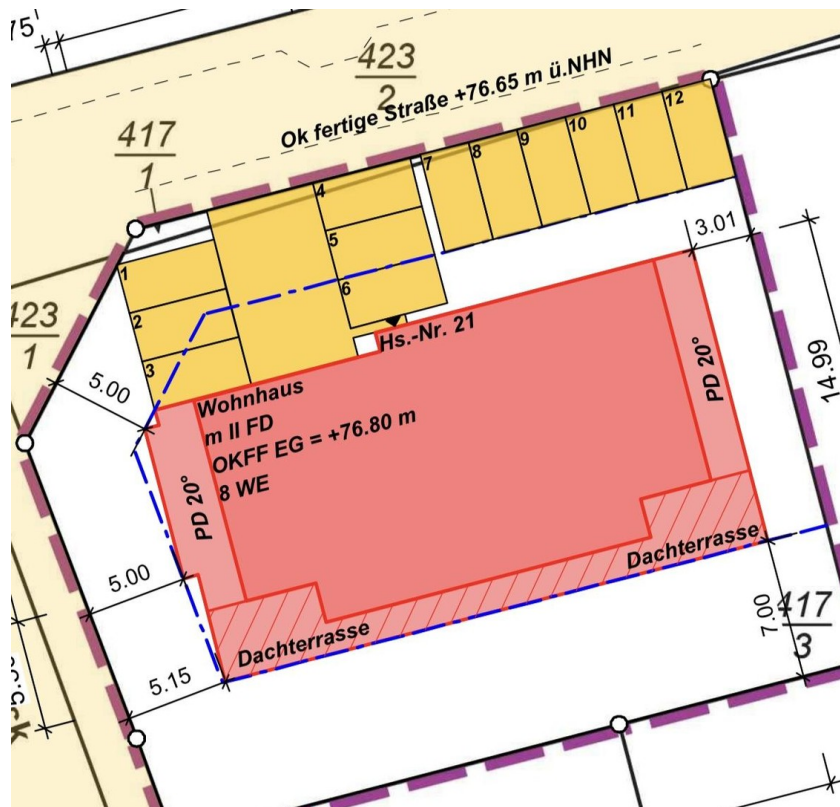 75'
423
2
Ok fertige Straße +76.65 m ü.NHN
417
1
1
2
3
4
5
6
7
8
9
10
11
12
3.01
14.99
423
1
5.00
Hs.-Nr. 21
Wohnhaus
m II FD
OKFF EG = +76.80 m
8 WE
PD 20°
PD 20°
5.00
Dachterrasse
Dachterrasse
7.00
417
3
5.15